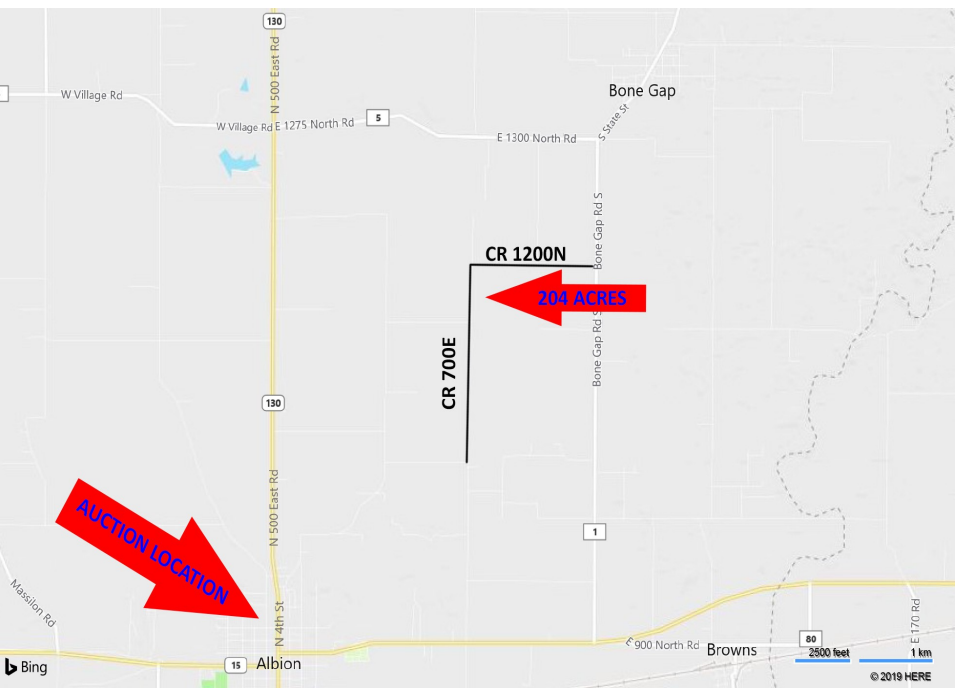 130
N 500 East Rd
W Village Rd
W Village Rd E 1275 North Rd
5
Bone Gap
S State St
E 1300 North Rd
Bone Gap Rd S
CR 1200N
204 ACRES
Bone Gap Rd S
CR 700E
130
N 500 East Rd
AUCTION LOCATION
1
Massilon Rd
N 4th St
E 170 Rd
E 900 North Rd
Browns
80
2500 feet
1 km
Bing
15
Albion
© 2019 HERE